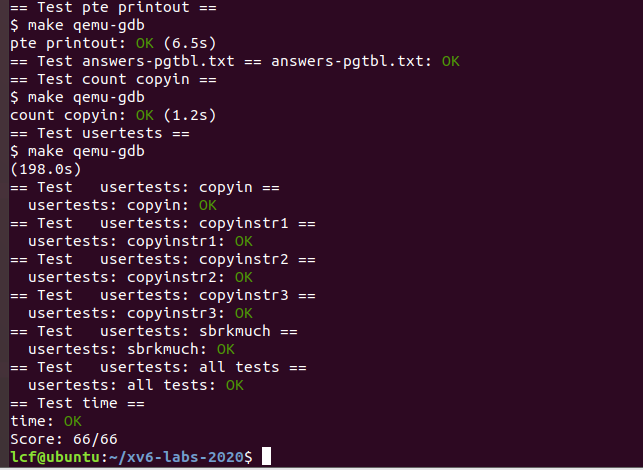 == Test pte printout ==
$ make qemu-gdb
pte printout: OK (6.5s)
== Test answers-pgtbl.txt == answers-pgtbl.txt: OK
== Test count copyin ==
$ make qemu-gdb
count copyin: OK (1.2s)
== Test usertests ==
$ make qemu-gdb
(198.0s)
== Test   usertests: copyin ==
  usertests: copyin: OK
== Test   usertests: copyinstr1 ==
  usertests: copyinstr1: OK
== Test   usertests: copyinstr2 ==
  usertests: copyinstr2: OK
== Test   usertests: copyinstr3 ==
  usertests: copyinstr3: OK
== Test   usertests: sbrkmuch ==
  usertests: sbrkmuch: OK
== Test   usertests: all tests ==
  usertests: all tests: OK
== Test time ==
time: OK
Score: 66/66
lcf@ubuntu:~/xv6-labs-2020$